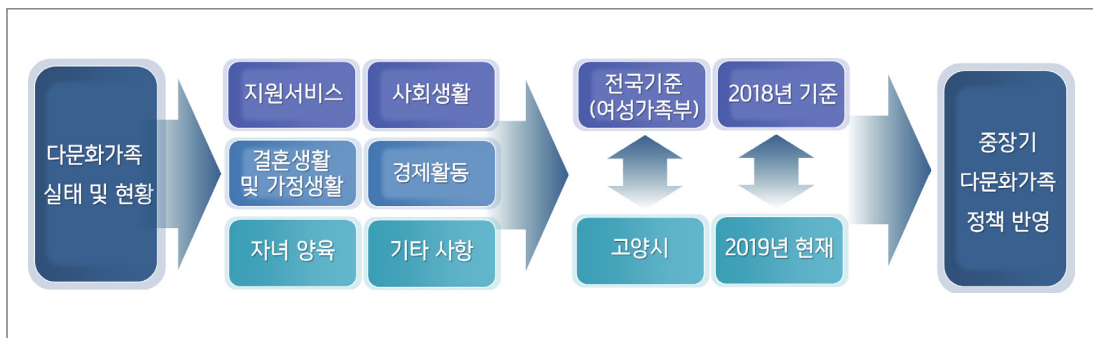 다문화가족
실태 및 현황
지원서비스
사회생활
결혼생활
및 가정생활
경제활동
자녀 양육
기타 사항
전국기준
(여성가족부)
2018년 기준
고양시
2019년 현재
중장기
다문화가족
정책 반영